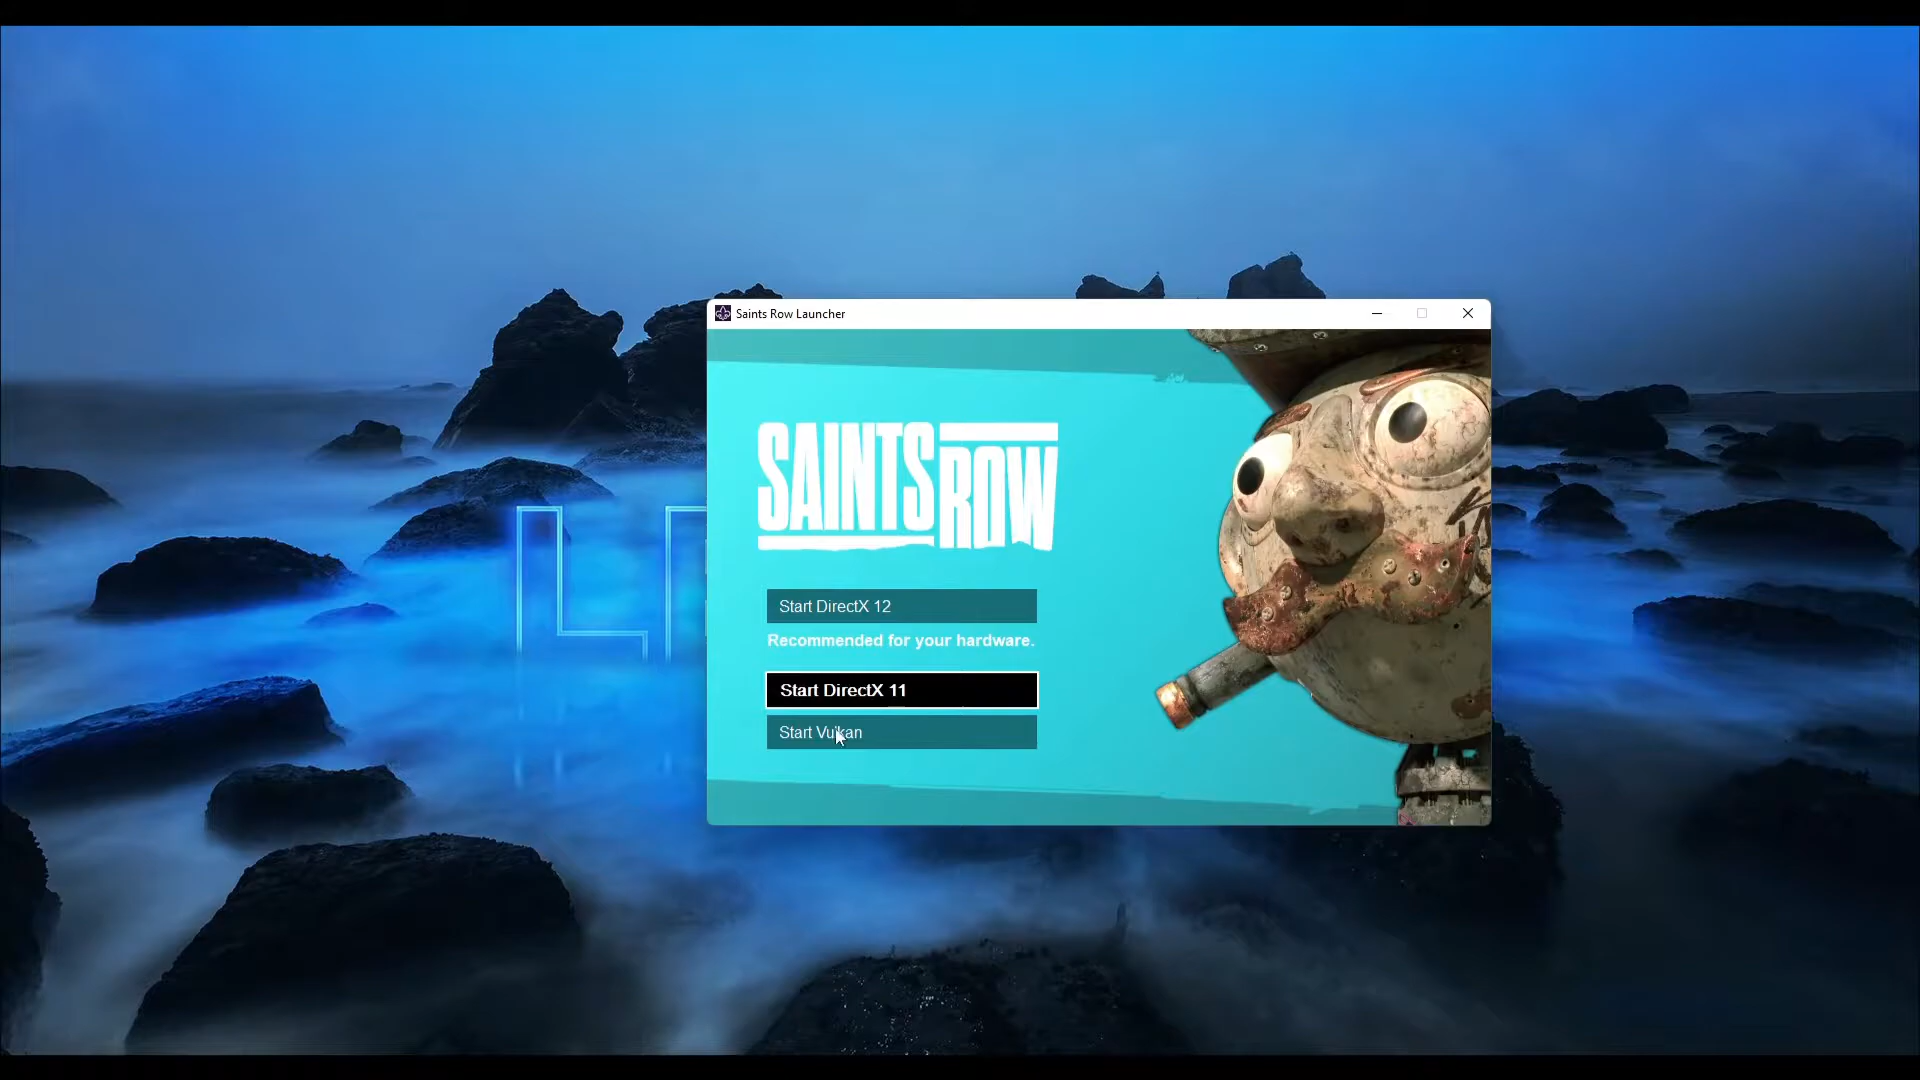 Saints Row Launcher
SAINTS ROW
Start DirectX 12
Recommended for your hardware.
Start DirectX 11
Start Vulkan